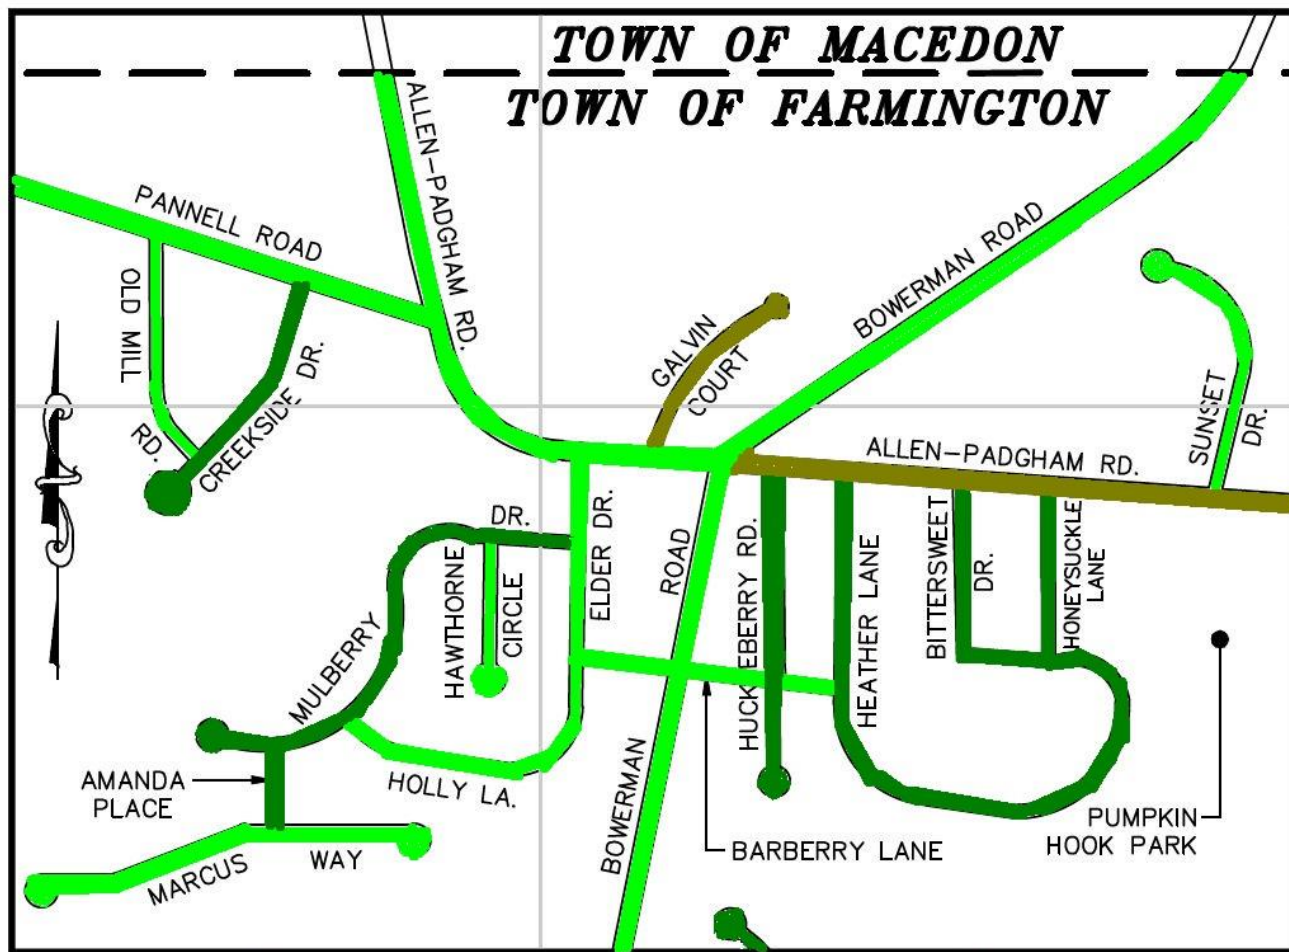 TOWN OF MACEDON
TOWN OF FARMINGTON
ALLEN-PADGHAM RD.
PANNELL ROAD
BOWERMAN ROAD
OLD MILL
RD.
CREEKSIDE DR.
GALVIN
COURT
SUNSET
DR.
ALLEN-PADGHAM RD.
DR.
MULBERRY
HAWTHORNE
CIRCLE
ELDER DR.
ROAD
BOWERMAN
HUCKLEBERRY RD.
HEATHER LANE
BITTERSWEET
DR.
HONEYSUCKLE
LANE
AMANDA
PLACE
HOLLY LA.
MARCUS
WAY
BARBERRY LANE
PUMPKIN
HOOK PARK